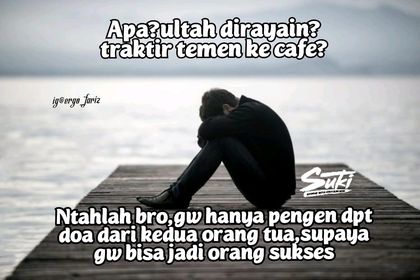 Apa?ultah dirayain?
traktir temen ke cafe?
ig@ergo_fariz
Suki
Ntahlah bro,gw hanya pengen dpt
doa dari kedua orang tua,supaya
gw bisa jadi orang sukses